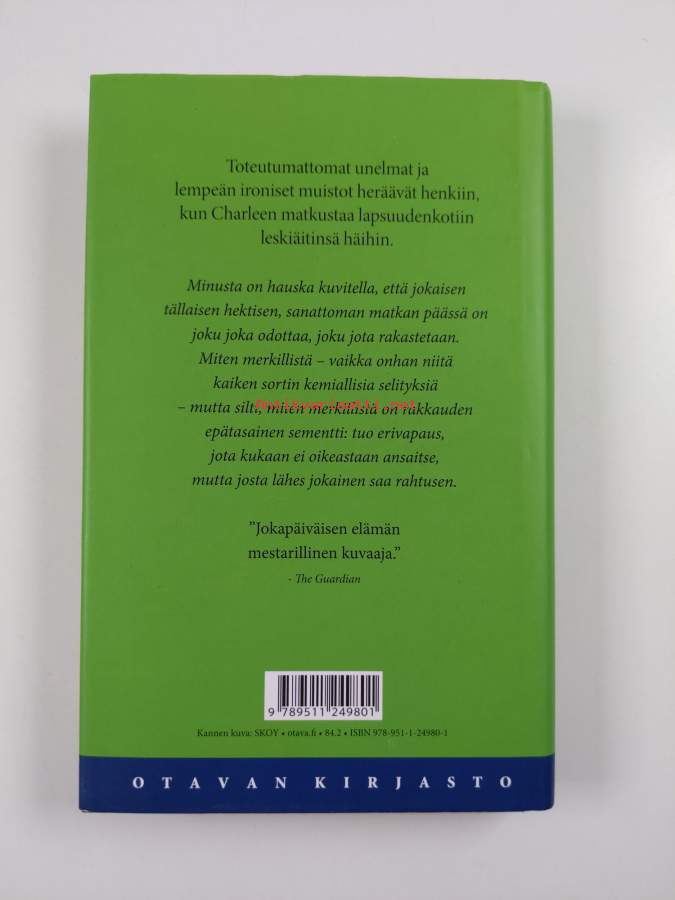 Toteutumattomat unelmat ja
lempeän ironiset muistot heräävät henkiin,
kun Charleen matkustaa lapsuudenkotiin
leskiäitinsä häihin.
Minusta on hauska kuvitella, että jokaisen
tällaisen hektisen, sanattoman matkan päässä on
joku joka odottaa, joku jota rakastetaan.
Miten merkillistä – vaikka onhan niitä
kaiken sortin kemiallisia selityksiä
– mutta silti, miten merkillistä on rakkauden
epätasainen sementti: tuo erivapaus,
jota kukaan ei oikeastaan ansaitse,
mutta josta lähes jokainen saa rahtusen.
”Jokapäiväisen elämän
mestarillinen kuvaaja.”
- The Guardian
9 789511 249801
Kannen kuva: SKOY • otava.fi • 84.2 • ISBN 978-951-1-24980-1
OTAVAN KIRJASTO